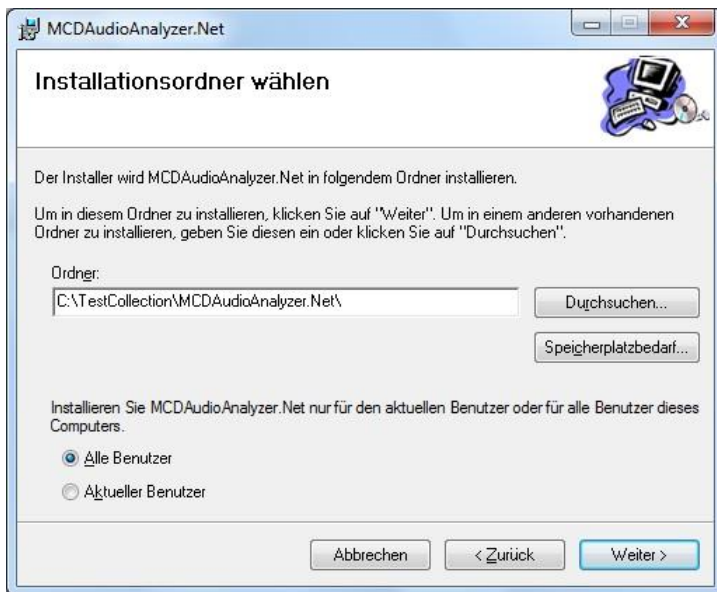 MCDAudioAnalyzer.Net
Installationsordner wählen
Der Installer wird MCDAudioAnalyzer.Net in folgendem Ordner installieren.
Um in diesem Ordner zu installieren, klicken Sie auf "Weiter". Um in einem anderen vorhandenen
Ordner zu installieren, geben Sie diesen ein oder klicken Sie auf "Durchsuchen".
Ordner:
C:\TestCollection\MCDAudioAnalyzer.Net\
Durchsuchen...
Speicherplatzbedarf...
Installieren Sie MCDAudioAnalyzer.Net nur für den aktuellen Benutzer oder für alle Benutzer dieses
Computers.
Alle Benutzer
Aktueller Benutzer
Abbrechen
< Zurück
Weiter >